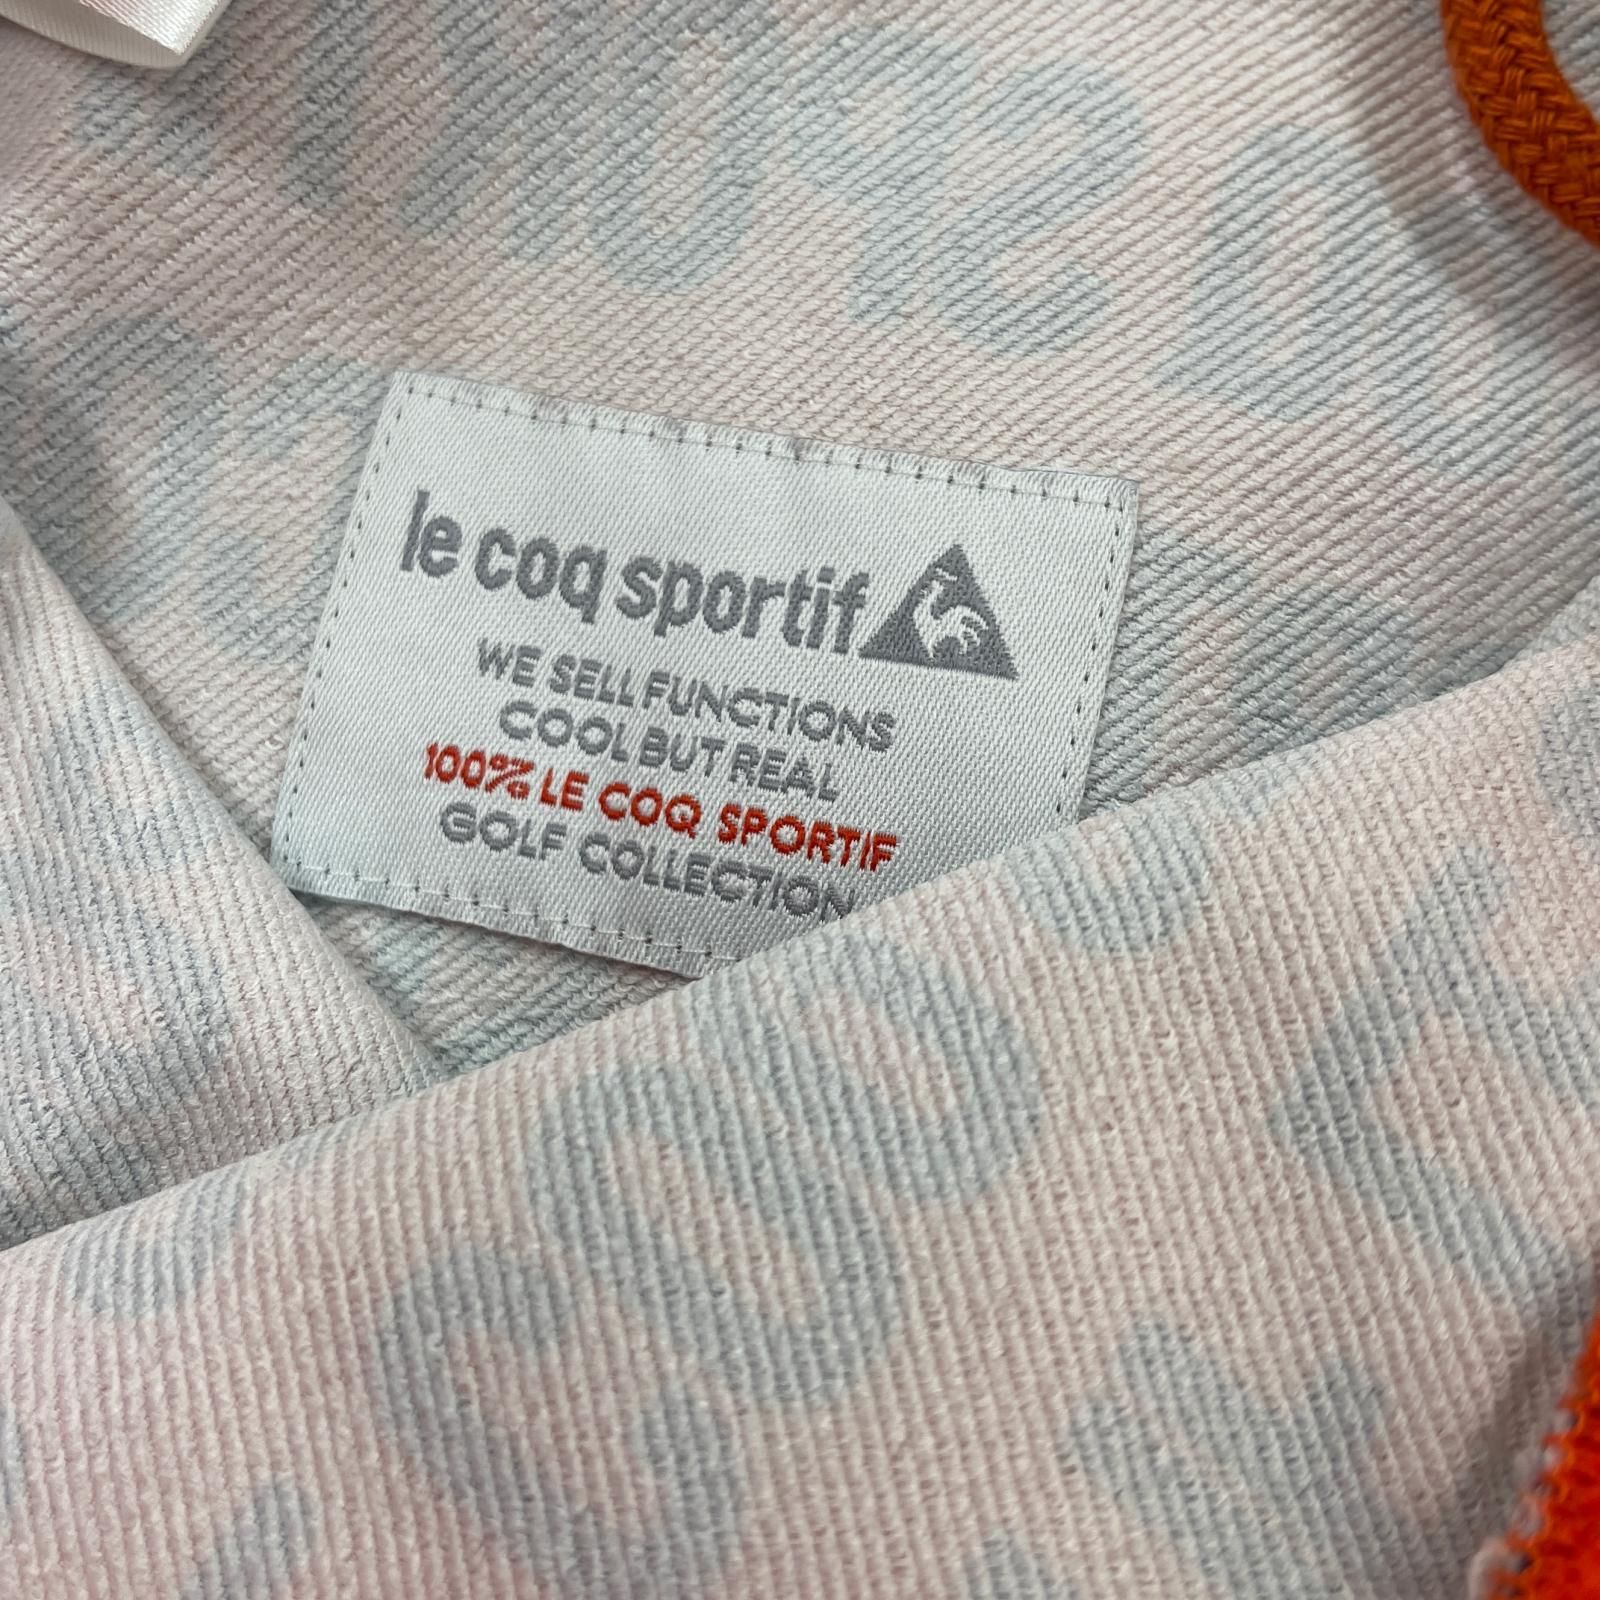 le coq sportif
WE SELL FUNCTIONS
COOL BUT REAL
100% LE COQ SPORTIF
GOLF COLLECTION